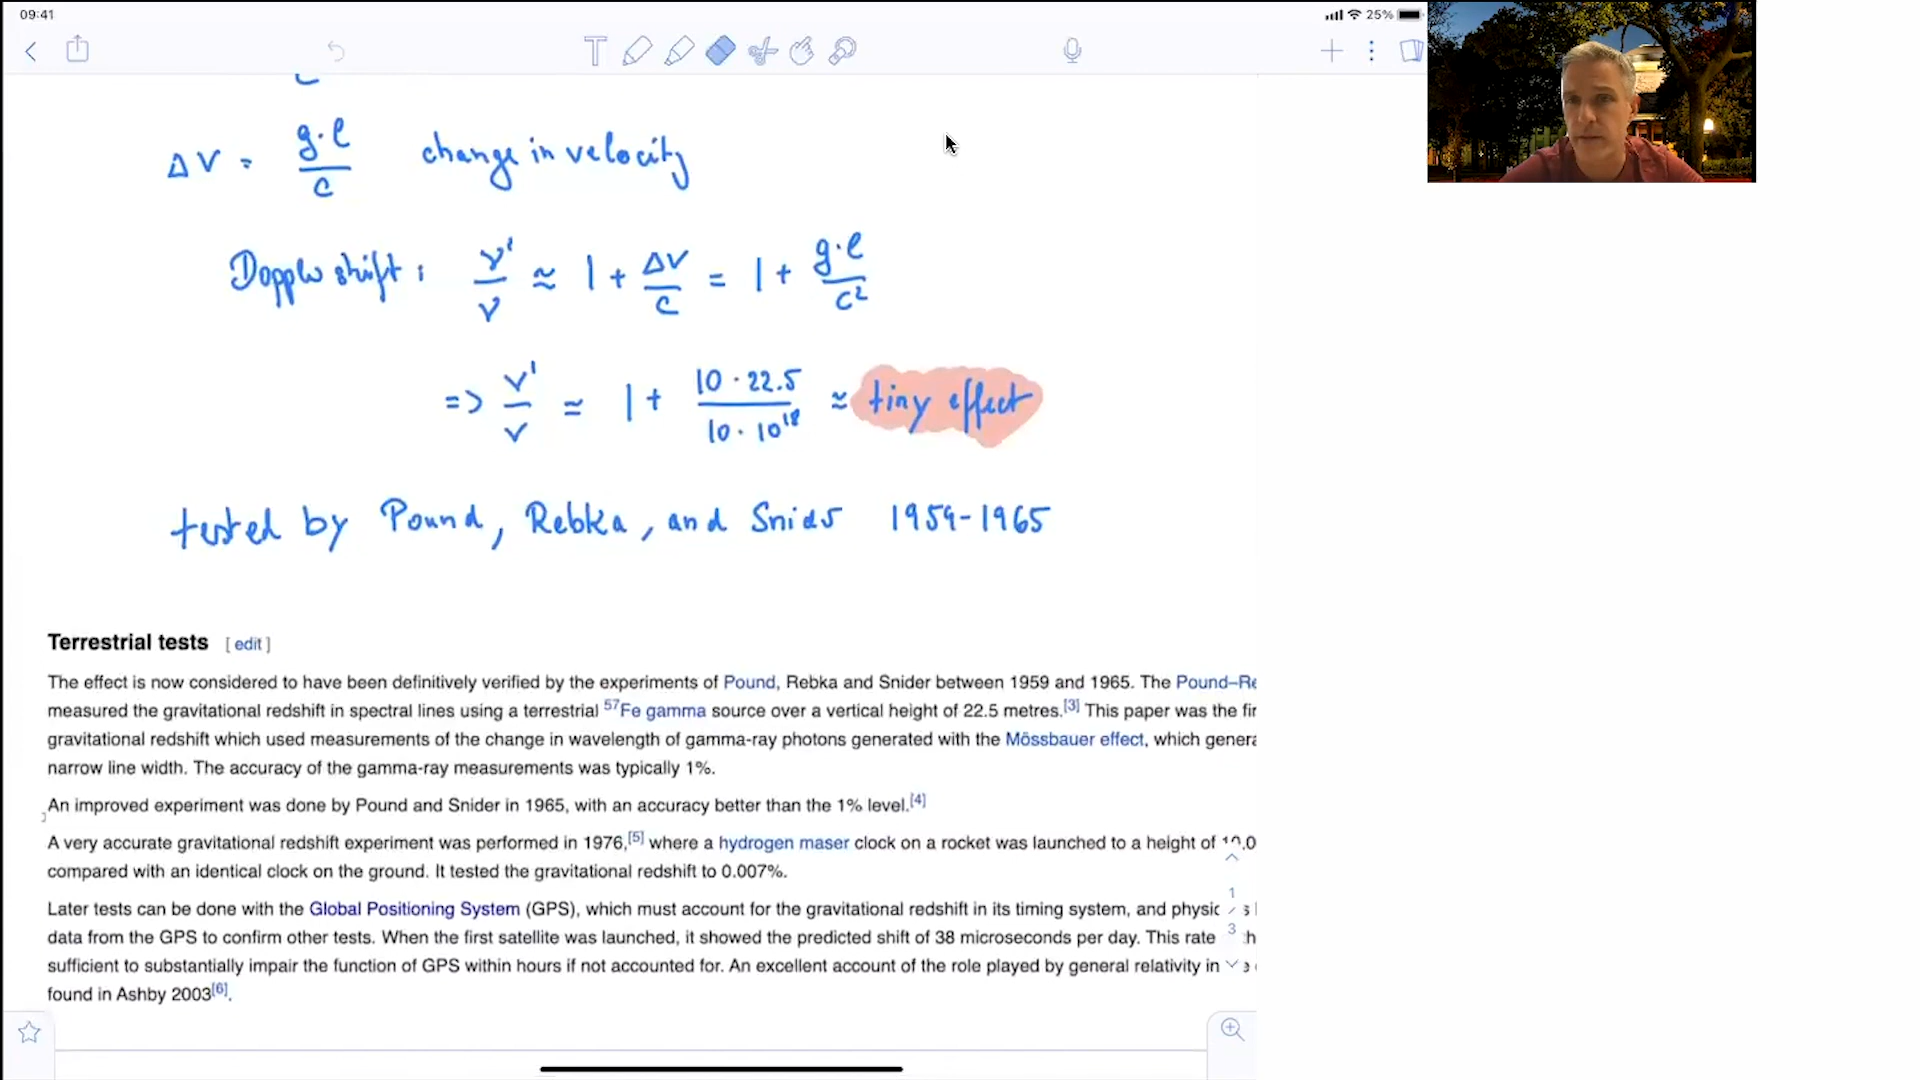 09:41 25%
ΔV = g·l/c change in velocity
Doppler shift: ν'/ν ≈ 1 + ΔV/c = 1 + g·l/c²
=> ν'/ν ≈ 1 + 10·22.5/10·10¹⁸ ≈ tiny effect
tested by Pound, Rebka, and Snider 1959-1965
Terrestrial tests [ edit ]
The effect is now considered to have been definitively verified by the experiments of Pound, Rebka and Snider between 1959 and 1965. The Pound–Re
measured the gravitational redshift in spectral lines using a terrestrial ⁵⁷Fe gamma source over a vertical height of 22.5 metres.[3] This paper was the fir
gravitational redshift which used measurements of the change in wavelength of gamma-ray photons generated with the Mössbauer effect, which genera
narrow line width. The accuracy of the gamma-ray measurements was typically 1%.
An improved experiment was done by Pound and Snider in 1965, with an accuracy better than the 1% level.[4]
A very accurate gravitational redshift experiment was performed in 1976,[5] where a hydrogen maser clock on a rocket was launched to a height of
compared with an identical clock on the ground. It tested the gravitational redshift to 0.007%.
Later tests can be done with the Global Positioning System (GPS), which must account for the gravitational redshift in its timing system, and
data from the GPS to confirm other tests. When the first satellite was launched, it showed the predicted shift of 38 microseconds per day. This rate
sufficient to substantially impair the function of GPS within hours if not accounted for. An excellent account of the role played by general relativity in
found in Ashby 2003[6].
1
3